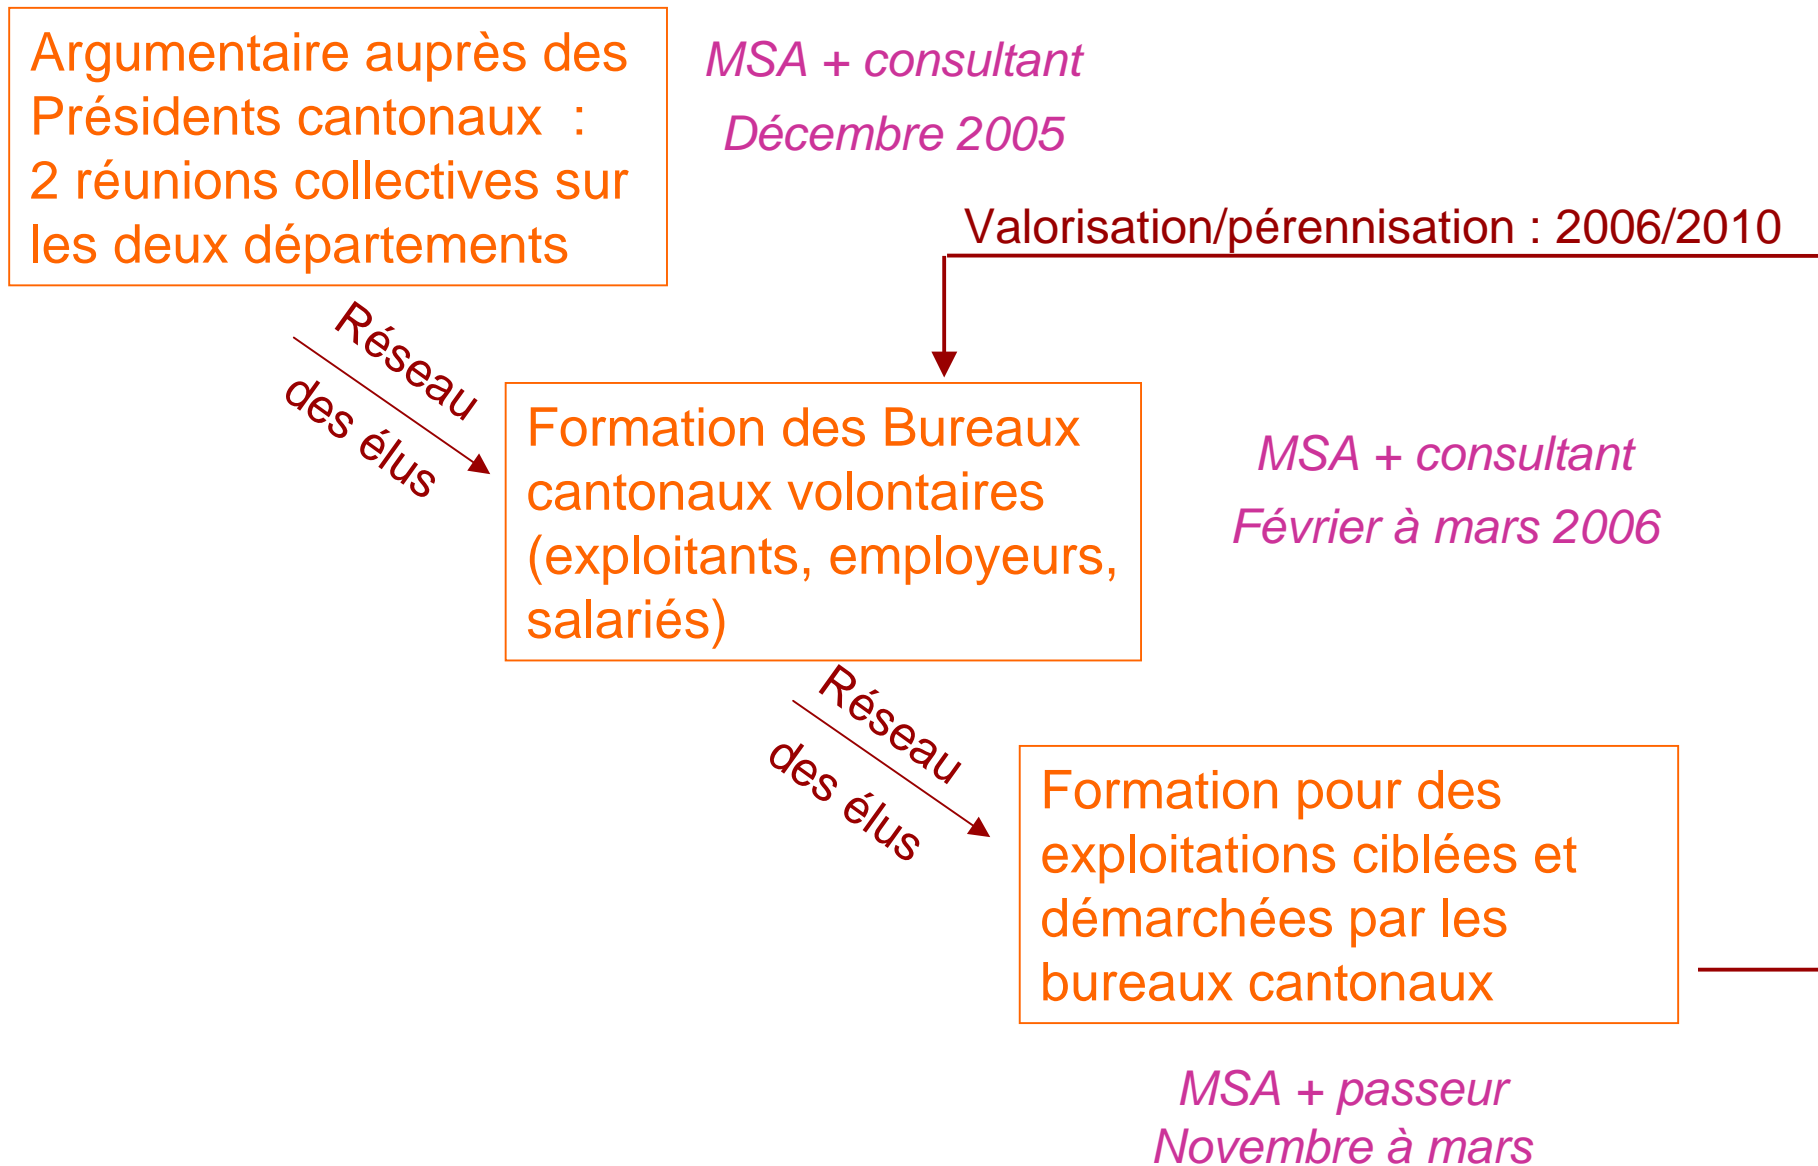 Argumentaire auprès des
Présidents cantonaux  :
2 réunions collectives sur
les deux départements
MSA + consultant
Décembre 2005
Valorisation/pérennisation : 2006/2010
Réseau
des élus
Formation des Bureaux
cantonaux volontaires
(exploitants, employeurs,
salariés)
MSA + consultant
Février à mars 2006
Réseau
des élus
Formation pour des
exploitations ciblées et
démarchées par les
bureaux cantonaux
MSA + passeur
Novembre à mars